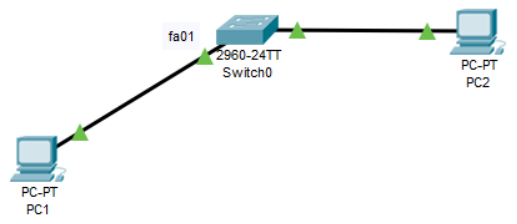 fa01
2960-24TT
Switch0
PC-PT
PC2
PC-PT
PC1